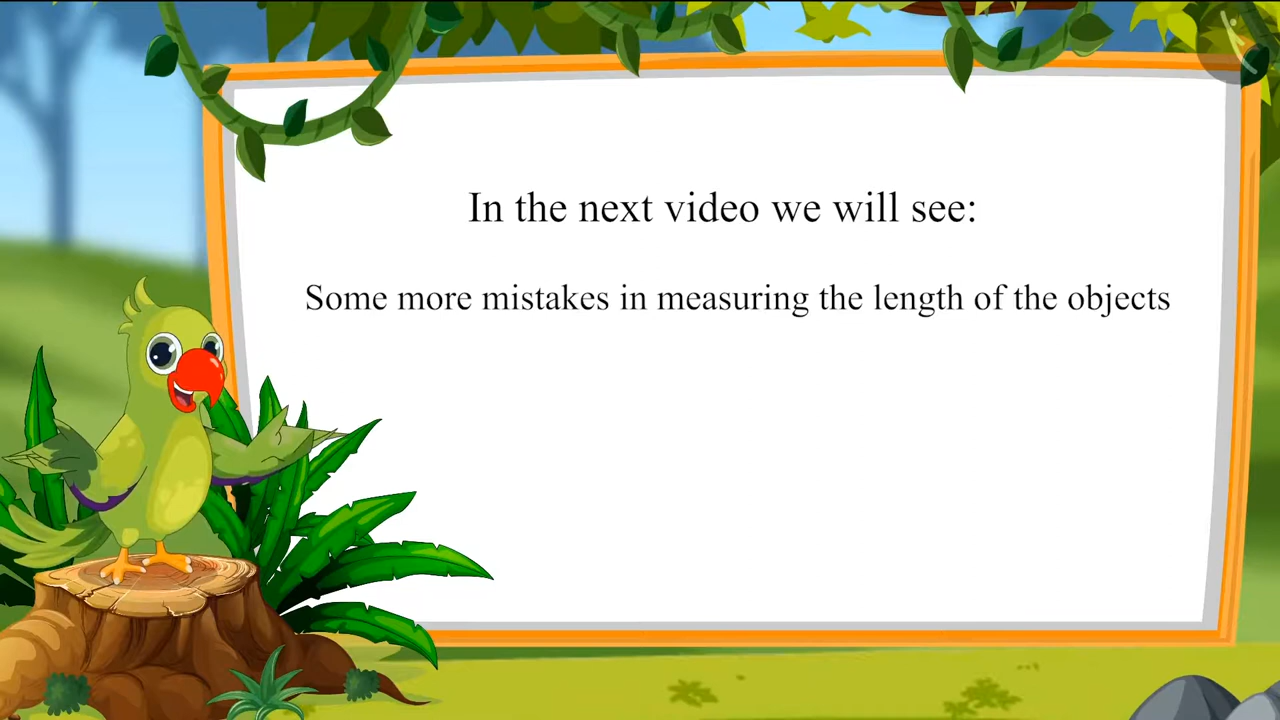 In the next video we will see:
Some more mistakes in measuring the length of the objects